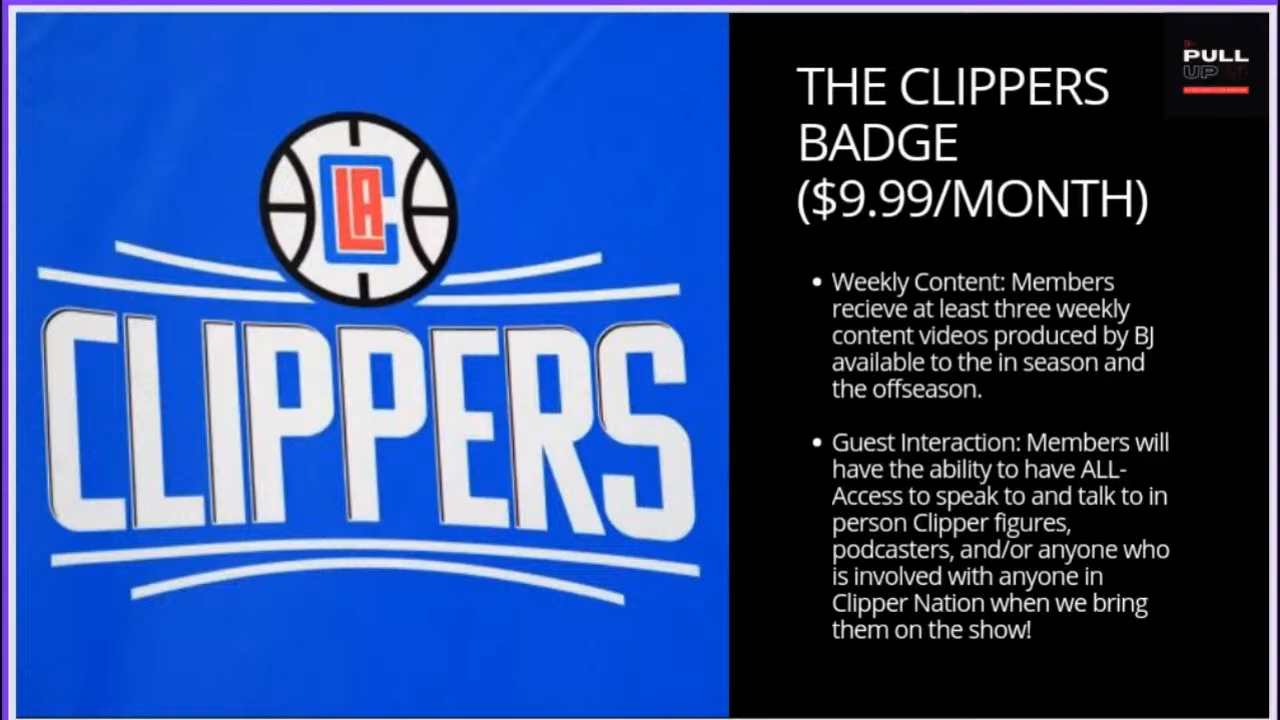 LA
C
CLIPPERS
PULL
UP
THE CLIPPERS
BADGE
($9.99/MONTH)
• Weekly Content: Members
recieve at least three weekly
content videos produced by BJ
available to the in season and
the offseason.
• Guest Interaction: Members will
have the ability to have ALL-
Access to speak to and talk to in
person Clipper figures,
podcasters, and/or anyone who
is involved with anyone in
Clipper Nation when we bring
them on the show!